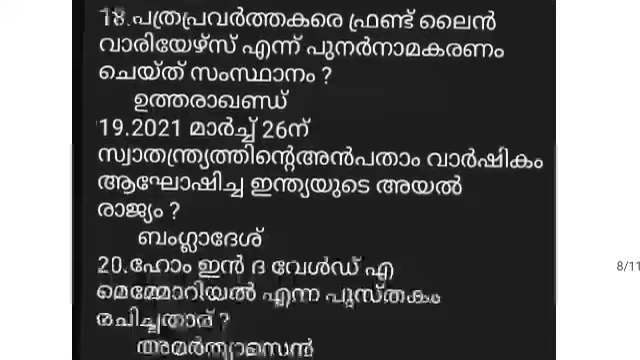 18.പത്രപ്രവർത്തകരെ ഫ്രണ്ട് ലൈൻ
വാരിയേഴ്സ് എന്ന് പുനർനാമകരണം
ചെയ്ത് സംസ്ഥാനം ?
ഉത്തരാഖണ്ഡ്
19.2021 മാർച്ച് 26ന്
സ്വാതന്ത്ര്യത്തിന്റെഅൻപതാം വാർഷികം
ആഘോഷിച്ച ഇന്ത്യയുടെ അയൽ
രാജ്യം ?
ബംഗ്ലാദേശ്
20.ഹോം ഇൻ ദ വേൾഡ് എ
മെമ്മോറിയൽ എന്ന പുസ്തകം
രചിച്ചതാര് ?
അമർത്യാസെൻ
8/11